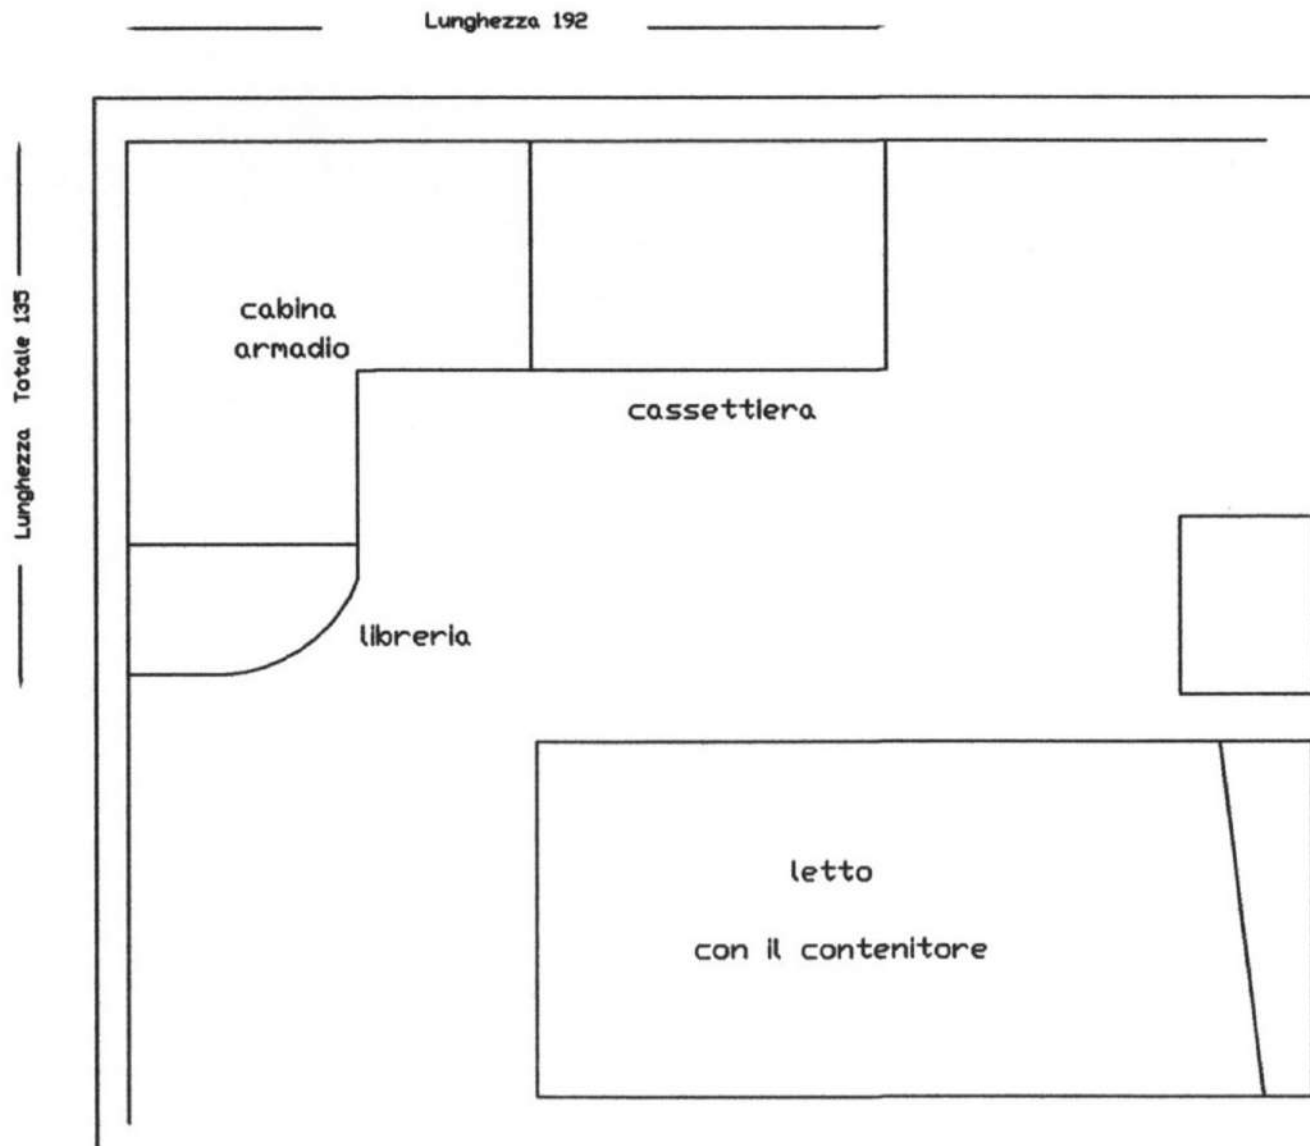 Lunghezza 192
Lunghezza Totale 135
cabina
armadio
cassettiera
libreria
letto
con il contenitore